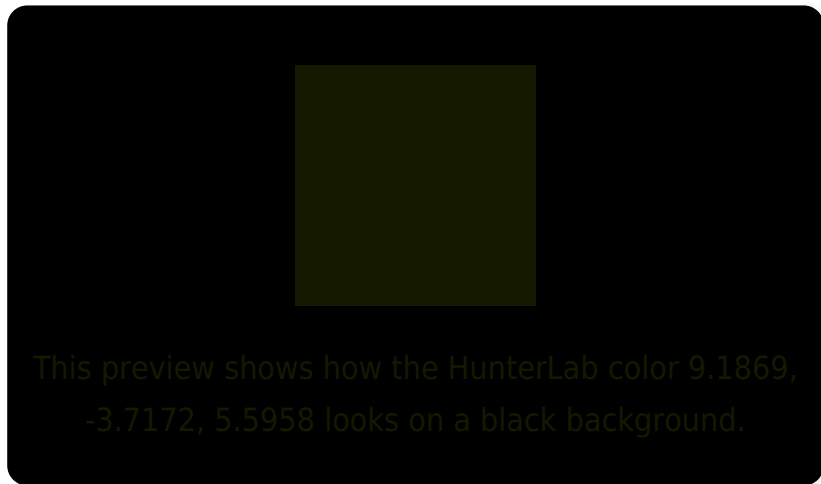 This preview shows how the HunterLab color 9.1869,
-3.7172, 5.5958 looks on a black background.